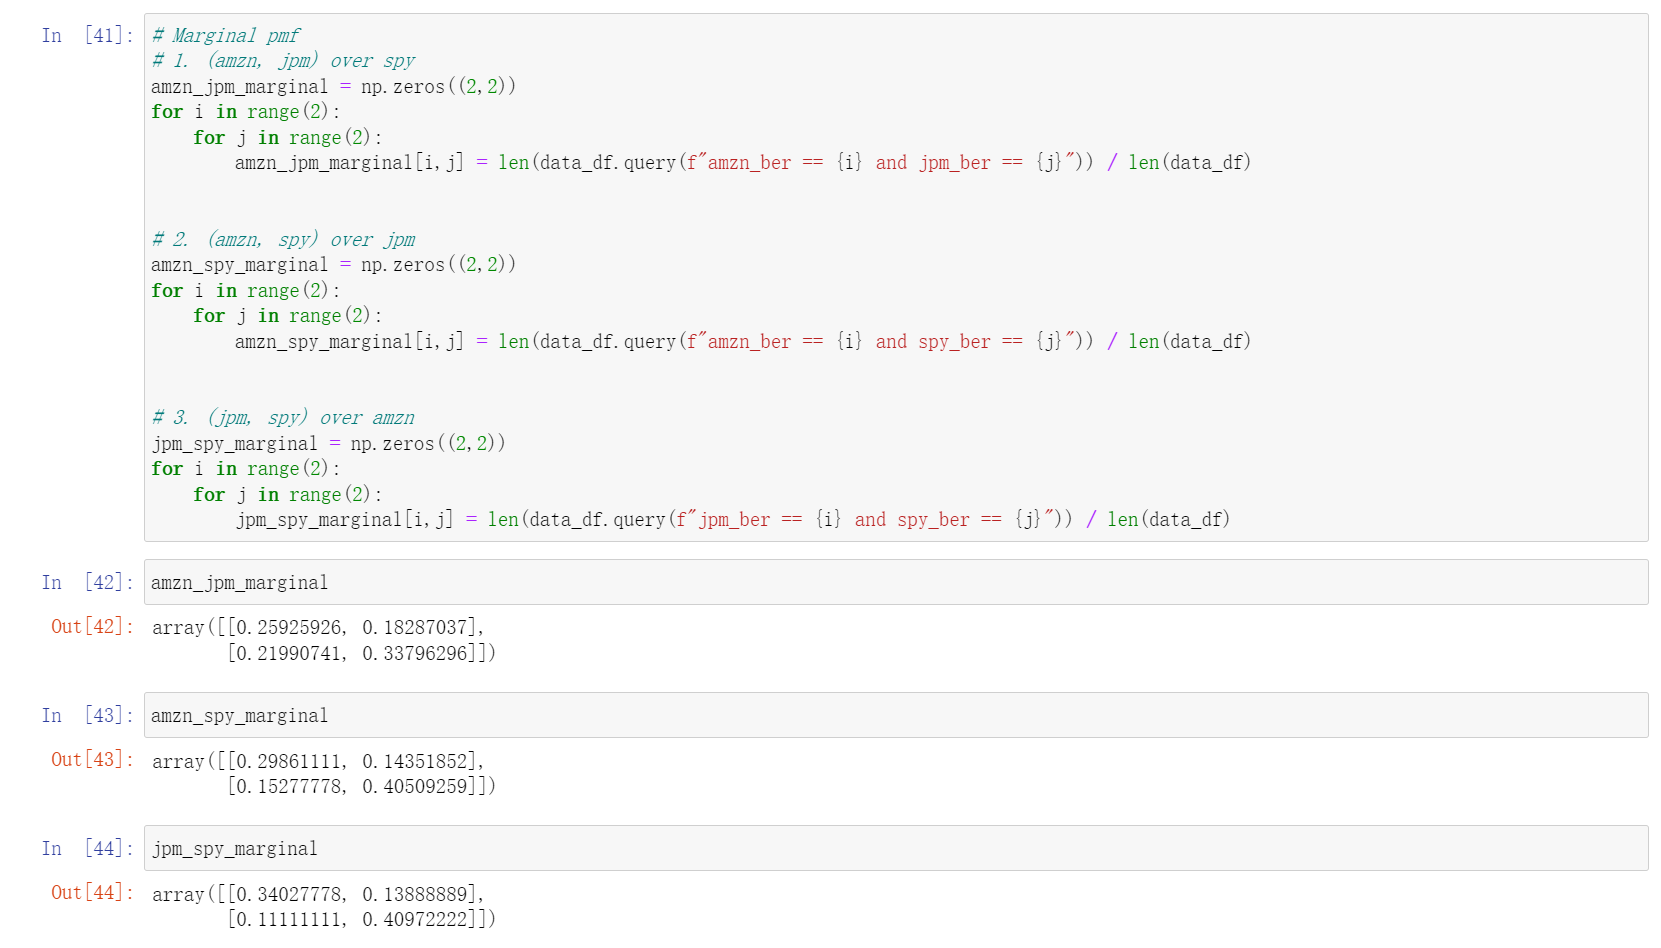 In [41]: # Marginal pmf
# 1. (amzn, jpm) over spy
amzn_jpm_marginal = np.zeros((2,2))
for i in range(2):
    for j in range(2):
        amzn_jpm_marginal[i,j] = len(data_df.query(f"amzn_ber == {i} and jpm_ber == {j}")) / len(data_df)
# 2. (amzn, spy) over jpm
amzn_spy_marginal = np.zeros((2,2))
for i in range(2):
    for j in range(2):
        amzn_spy_marginal[i,j] = len(data_df.query(f"amzn_ber == {i} and spy_ber == {j}")) / len(data_df)
# 3. (jpm, spy) over amzn
jpm_spy_marginal = np.zeros((2,2))
for i in range(2):
    for j in range(2):
        jpm_spy_marginal[i,j] = len(data_df.query(f"jpm_ber == {i} and spy_ber == {j}")) / len(data_df)
In [42]: amzn_jpm_marginal
Out[42]: array([[0.25925926, 0.18287037],
       [0.21990741, 0.33796296]])
In [43]: amzn_spy_marginal
Out[43]: array([[0.29861111, 0.14351852],
       [0.15277778, 0.40509259]])
In [44]: jpm_spy_marginal
Out[44]: array([[0.34027778, 0.13888889],
       [0.11111111, 0.40972222]])